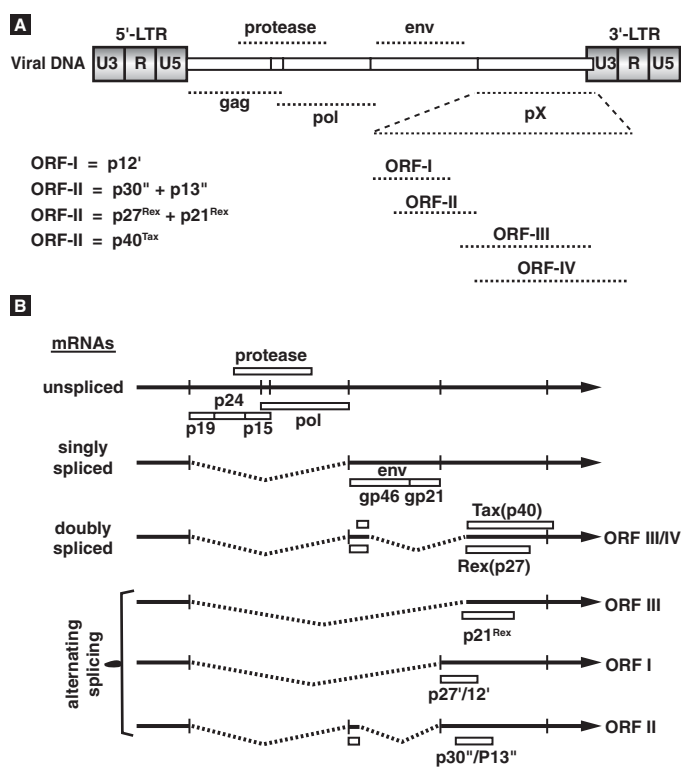 A
5'-LTR
protease
env
3'-LTR
Viral DNA
U3 R U5
U3 R U5
gag
pol
pX
ORF-I = p12'
ORF-II = p30" + p13"
ORF-II = p27Rex + p21Rex
ORF-II = p40Tax
ORF-I
ORF-II
ORF-III
ORF-IV
B
mRNAs
protease
unspliced
p24
p19 p15 pol
singly
spliced
env
gp46 gp21
doubly
spliced
Tax(p40)
ORF III/IV
Rex(p27)
alternating
splicing
ORF III
p21Rex
ORF I
p27'/12'
ORF II
p30"/P13"